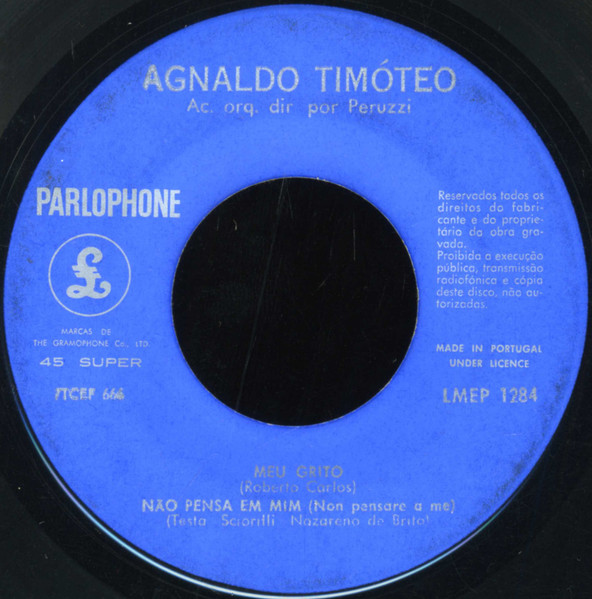 AGNALDO TIMÓTEO
Ac. orq. dir por Peruzzi
PARLOPHONE
£
MARCAS DE
THE GRAMOPHONE Co., LTD.
45 SUPER
7TCEF 666
Reservados todos os
direitos do fabri-
cante e do proprie-
tário da obra gra-
vada.
Proibida a execução
pública, transmissão
radiofónica e cópia
deste disco, não au-
torizadas.
MADE IN PORTUGAL
UNDER LICENCE
LMEP 1284
MEU GRITO
(Roberto Carlos)
NÃO PENSA EM MIM (Non pensare a me)
(Testa Sciorilli Nazareno de Brito)